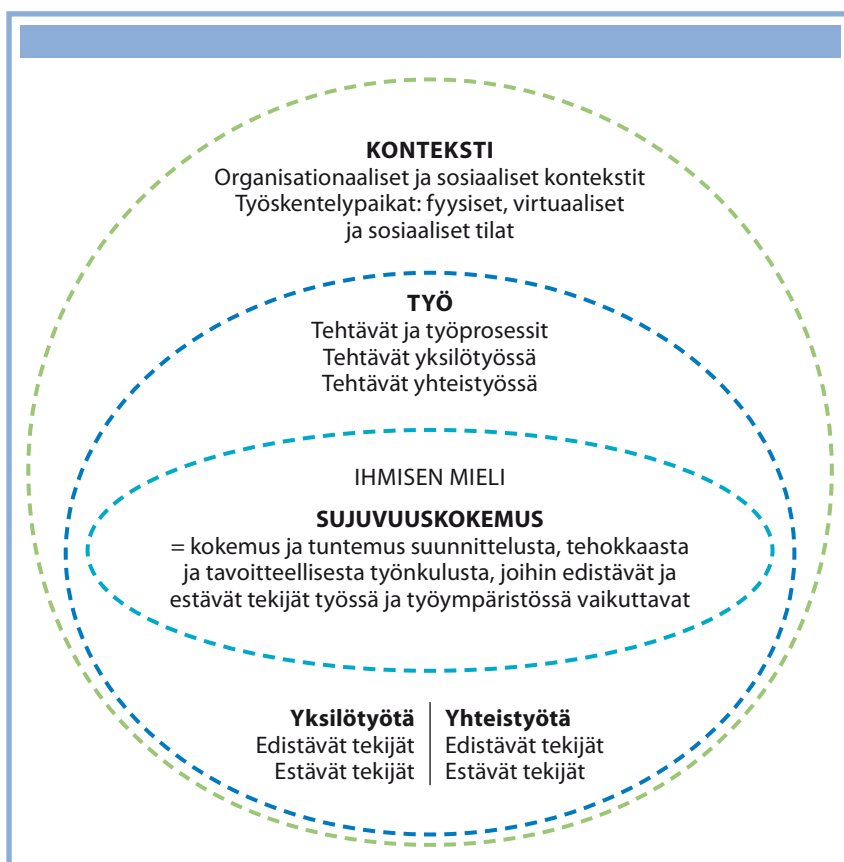 KONTEKSTI
Organisationaaliset ja sosiaaliset kontekstit
Työskentelypaikat: fyysiset, virtuaaliset
ja sosiaaliset tilat
TYÖ
Tehtävät ja työprosessit
Tehtävät yksilötyössä
Tehtävät yhteistyössä
IHMISEN MIELI
SUJUVUUSKOKEMUS
= kokemus ja tuntemus suunnittelusta, tehokkaasta
ja tavoitteellisesta työnkulusta, joihin edistävät ja
estävät tekijät työssä ja työympäristössä vaikuttavat
Yksilötyötä
Edistävät tekijät
Estävät tekijät
Yhteistyötä
Edistävät tekijät
Estävät tekijät